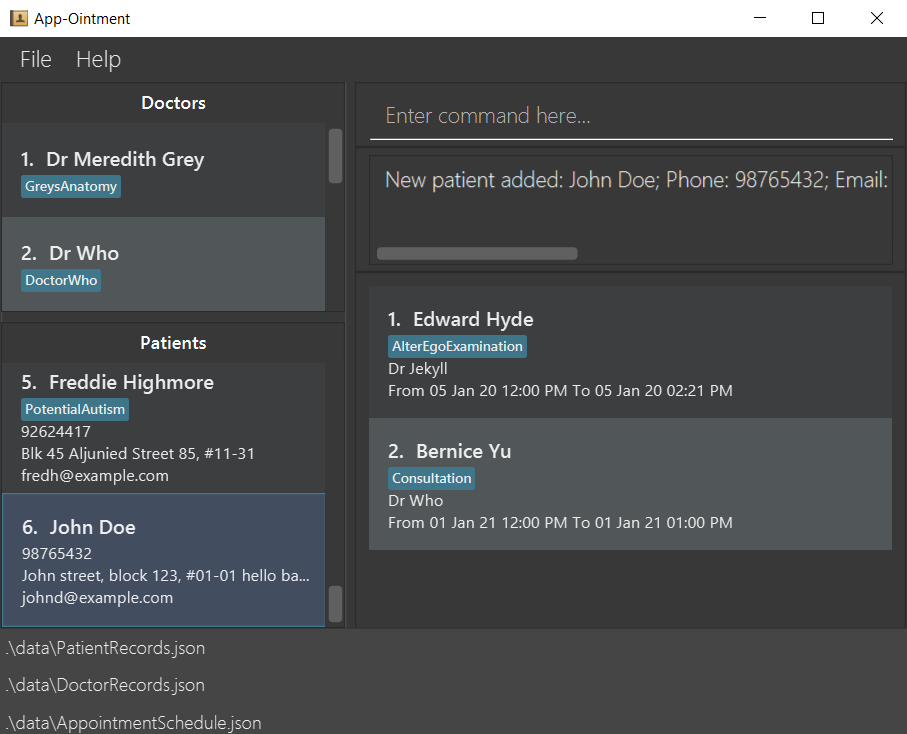 App-Ointment
File Help
Doctors
1. Dr Meredith Grey
GreysAnatomy
2. Dr Who
DoctorWho
Patients
5. Freddie Highmore
PotentialAutism
92624417
Blk 45 Aljunied Street 85, #11-31
fredh@example.com
6. John Doe
98765432
John street, block 123, #01-01 hello ba...
johnd@example.com
Enter command here...
New patient added: John Doe; Phone: 98765432; Email:
1. Edward Hyde
AlterEgoExamination
Dr Jekyll
From 05 Jan 20 12:00 PM To 05 Jan 20 02:21 PM
2. Bernice Yu
Consultation
Dr Who
From 01 Jan 21 12:00 PM To 01 Jan 21 01:00 PM
.\data\PatientRecords.json
.\data\DoctorRecords.json
.\data\AppointmentSchedule.json